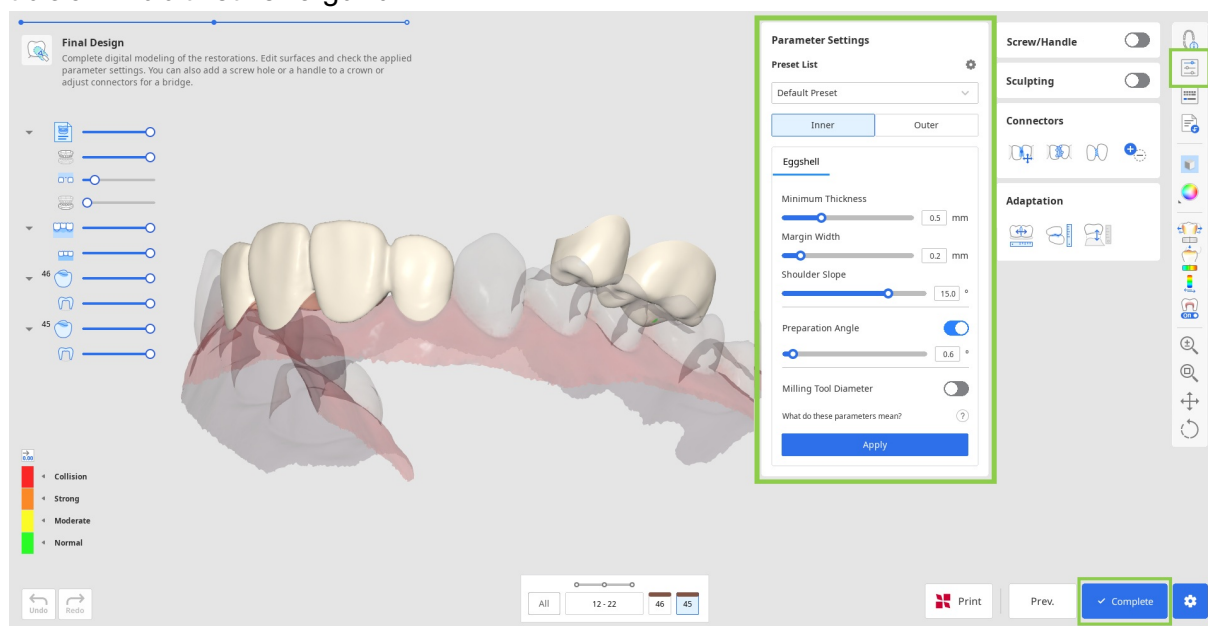 Final Design
Complete digital modeling of the restorations. Edit surfaces and check the applied
parameter settings. You can also add a screw hole or a handle to a crown or
adjust connectors for a bridge.
46
45
0.00
Collision
Strong
Moderate
Normal
Undo
Redo
All
12 - 22
46
45
Parameter Settings
Preset List
Default Preset
Inner
Outer
Eggshell
Minimum Thickness
0.5 mm
Margin Width
0.2 mm
Shoulder Slope
15.0 °
Preparation Angle
0.6 °
Milling Tool Diameter
What do these parameters mean?
?
Apply
Screw/Handle
Sculpting
Connectors
Adaptation
ON
Print
Prev.
Complete